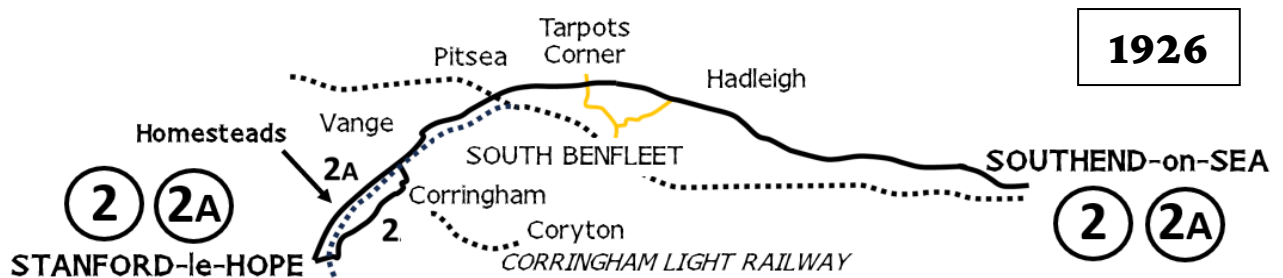 Tarpots
Corner
1926
Pitsea
Hadleigh
Homesteads
Vange
SOUTH BENFLEET
SOUTHEND-on-SEA
2A
2 2A
Corringham
2 2A
2
Coryton
STANFORD-le-HOPE
CORRINGHAM LIGHT RAILWAY